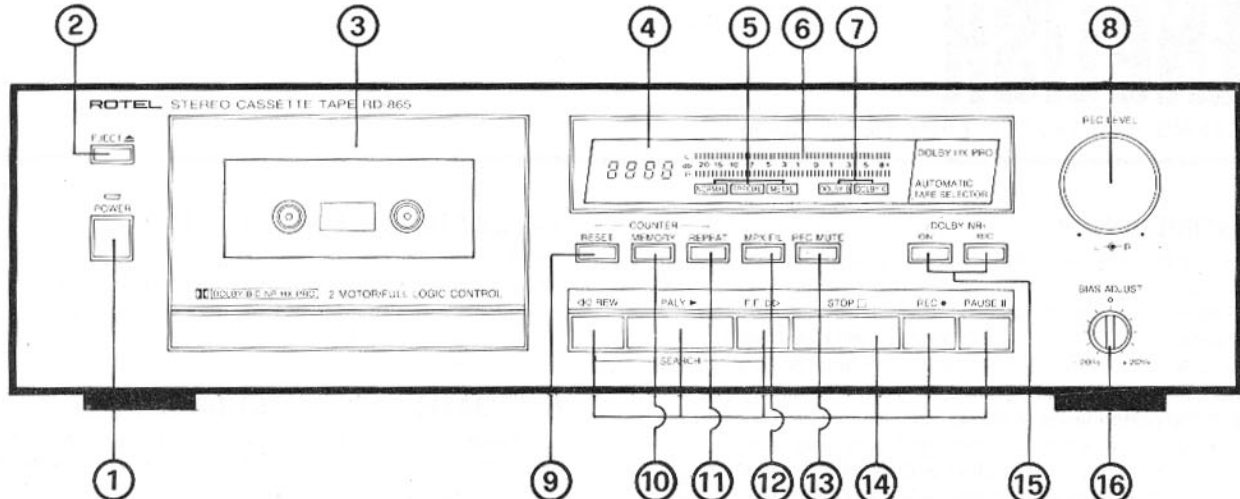 2 3 4 5 6 7 8
ROTEL STEREO CASSETTE TAPE RD-865
EJECT ⏏
POWER
DOLBY B·C NR HX PRO 2 MOTOR/FULL LOGIC CONTROL
8888
L
20 15 10 7 5 3 1 0 1 3 5 8+
R
NORMAL SPECIAL METAL DOLBY B DOLBY C
DOLBY HX PRO
AUTOMATIC
TAPE SELECTOR
COUNTER
RESET MEMORY REPEAT MPX FIL REC MUTE
DOLBY NR
ON B/C
◁◁ REW PALY ► F.F. ▷▷ STOP □ REC ● PAUSE II
SEARCH
REC LEVEL
L R
BIAS ADJUST
0
-20% +20%
1 9 10 11 12 13 14 15 16